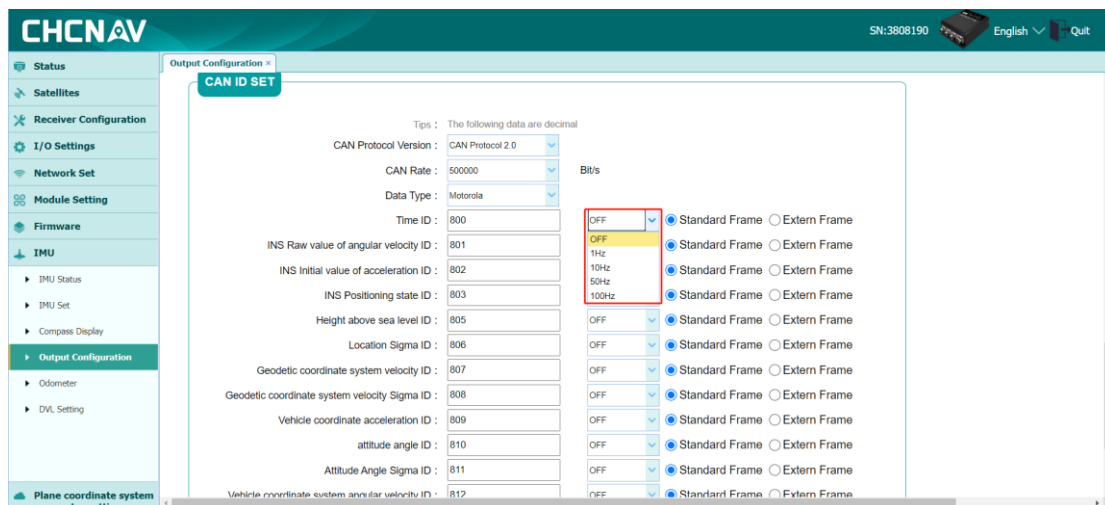 CHCNAV
SN:3808190
English
Quit
Status
Satellites
Receiver Configuration
I/O Settings
Network Set
Module Setting
Firmware
IMU
IMU Status
IMU Set
Compass Display
Output Configuration
Odometer
DVL Setting
Plane coordinate system
Output Configuration ×
CAN ID SET
Tips : The following data are decimal
CAN Protocol Version : CAN Protocol 2.0
CAN Rate : 500000 Bit/s
Data Type : Motorola
Time ID : 800 OFF Standard Frame Extern Frame
OFF
1Hz
10Hz
50Hz
100Hz
INS Raw value of angular velocity ID : 801 Standard Frame Extern Frame
INS Initial value of acceleration ID : 802 Standard Frame Extern Frame
INS Positioning state ID : 803 Standard Frame Extern Frame
Height above sea level ID : 805 OFF Standard Frame Extern Frame
Location Sigma ID : 806 OFF Standard Frame Extern Frame
Geodetic coordinate system velocity ID : 807 OFF Standard Frame Extern Frame
Geodetic coordinate system velocity Sigma ID : 808 OFF Standard Frame Extern Frame
Vehicle coordinate acceleration ID : 809 OFF Standard Frame Extern Frame
attitude angle ID : 810 OFF Standard Frame Extern Frame
Attitude Angle Sigma ID : 811 OFF Standard Frame Extern Frame
Vehicle coordinate system angular velocity ID : 812 OFF Standard Frame Extern Frame